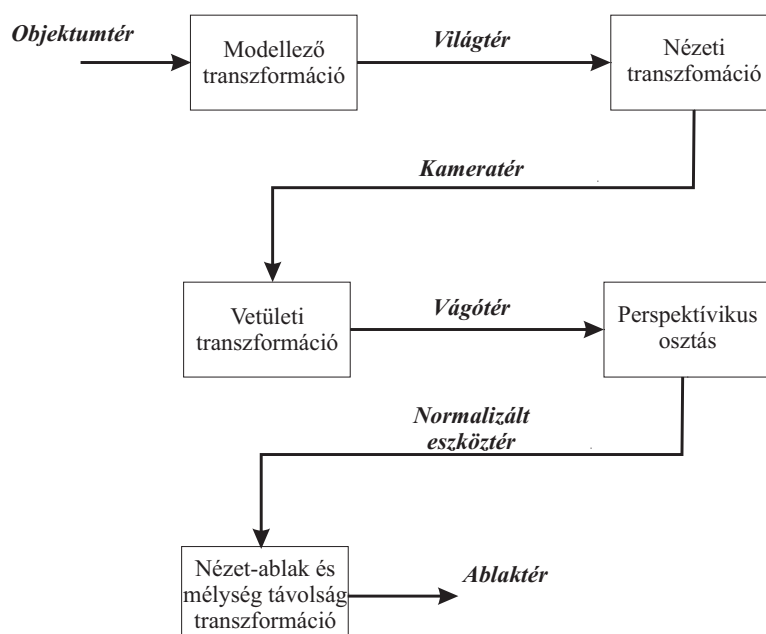 Objektumtér
Modellező
transzformáció
Világtér
Nézeti
transzfomáció
Kameratér
Vetületi
transzformáció
Vágótér
Perspektívikus
osztás
Normalizált
eszköztér
Nézet-ablak és
mélység távolság
transzformáció
Ablaktér